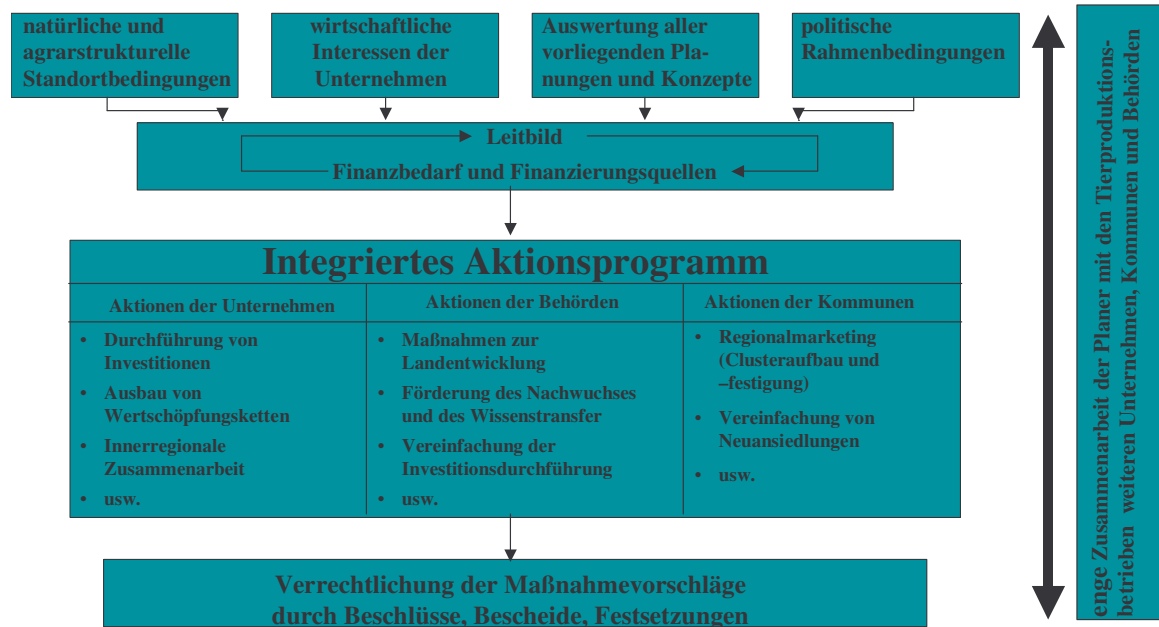 natürliche und
agrarstrukturelle
Standortbedingungen
wirtschaftliche
Interessen der
Unternehmen
Auswertung aller
vorliegenden Pla-
nungen und Konzepte
politische
Rahmenbedingungen
Leitbild
Finanzbedarf und Finanzierungsquellen
Integriertes Aktionsprogramm
Aktionen der Unternehmen
• Durchführung von
Investitionen
• Ausbau von
Wertschöpfungsketten
• Innerregionale
Zusammenarbeit
• usw.
Aktionen der Behörden
• Maßnahmen zur
Landentwicklung
• Förderung des Nachwuchses
und des Wissenstransfer
• Vereinfachung der
Investitionsdurchführung
• usw.
Aktionen der Kommunen
• Regionalmarketing
(Clusteraufbau und
–festigung)
• Vereinfachung von
Neuansiedlungen
• usw.
Verrechtlichung der Maßnahmevorschläge
durch Beschlüsse, Bescheide, Festsetzungen
enge Zusammenarbeit der Planer mit den Tierproduktions-
betrieben weiteren Unternehmen, Kommunen und Behörden